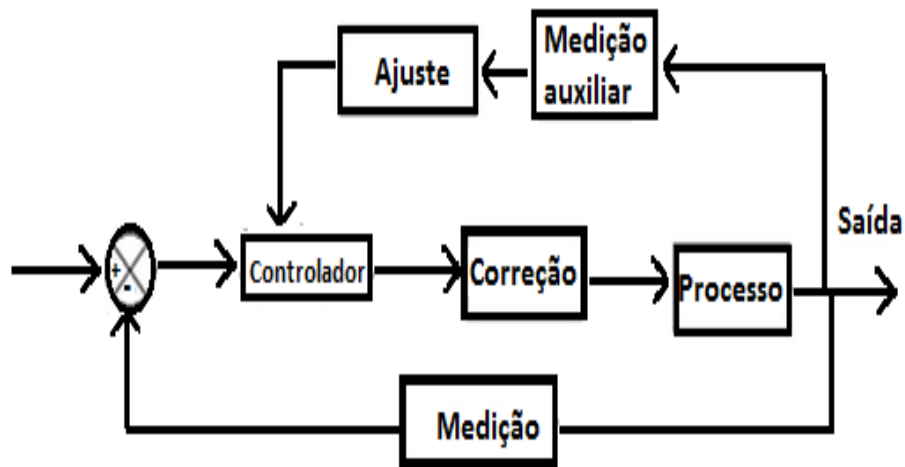 Medição
auxiliar
Ajuste
Saída
+
-
Controlador
Correção
Processo
Medição